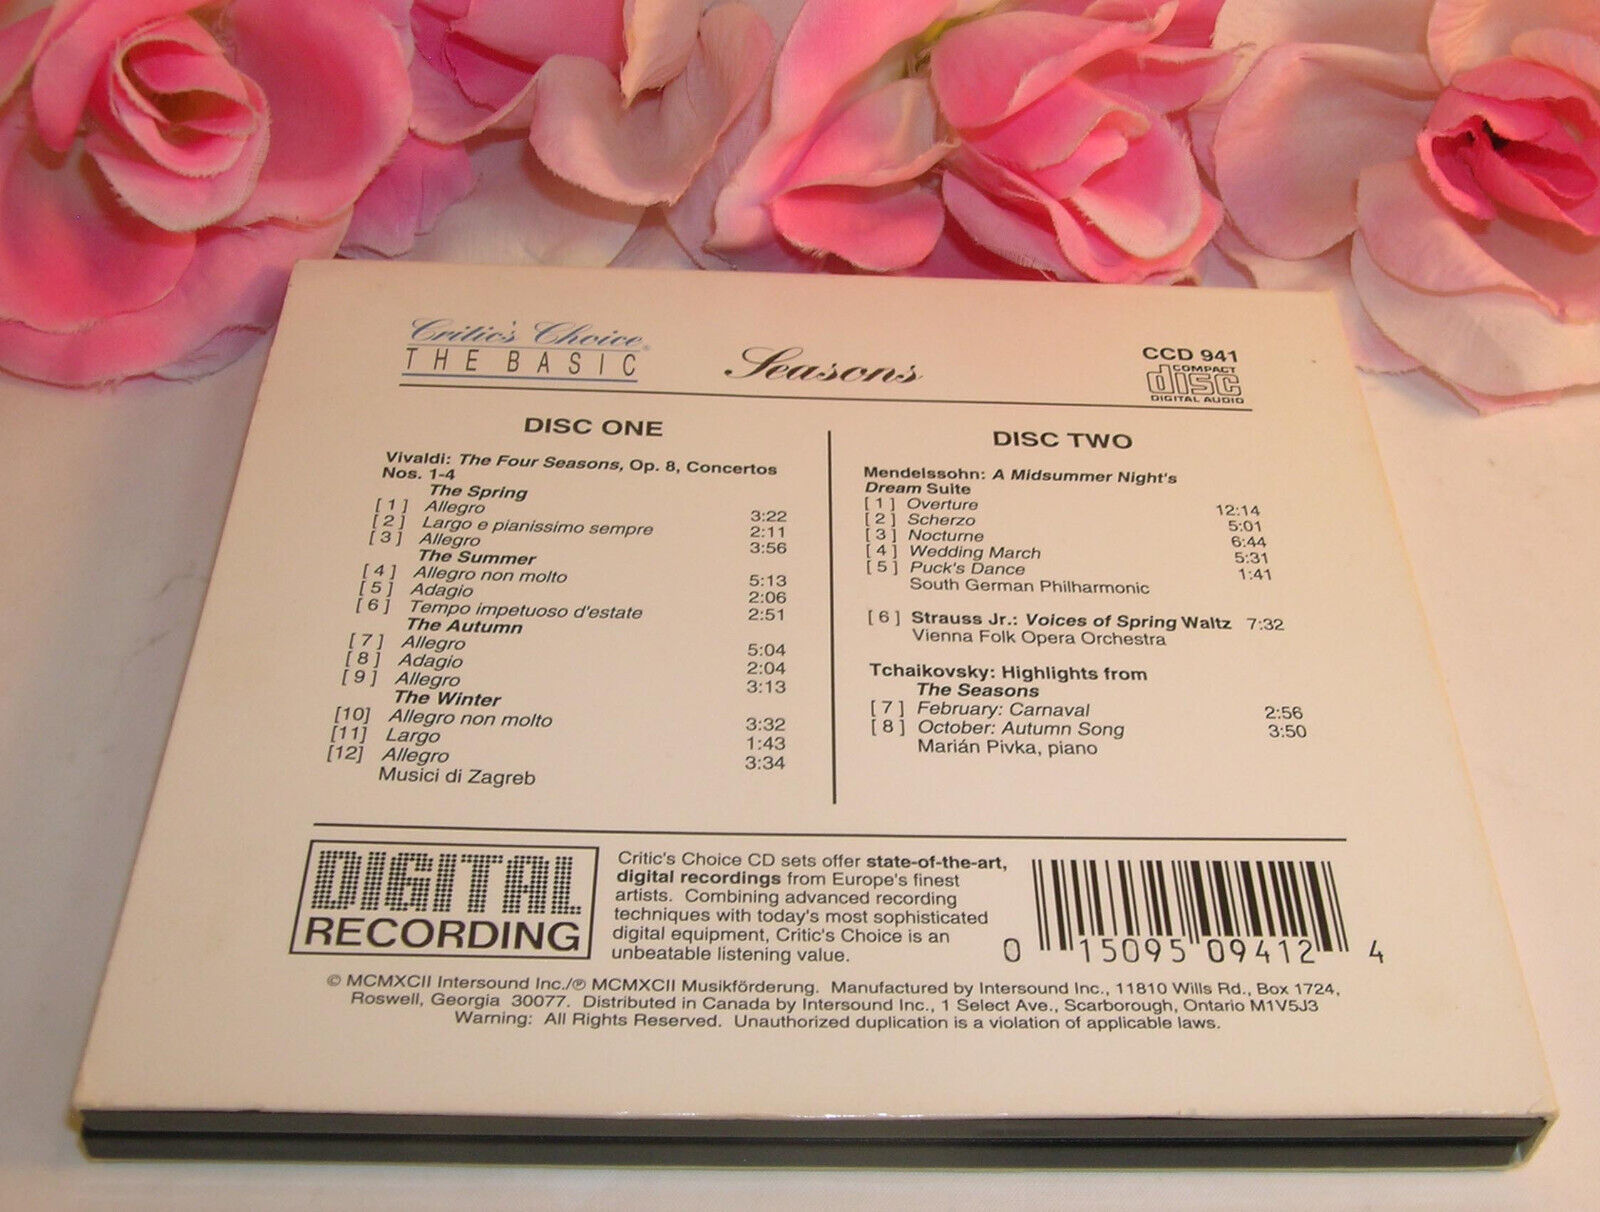 Critic's Choice®
THE BASIC
Seasons
CCD 941
COMPACT
disc
DIGITAL AUDIO
DISC ONE
Vivaldi: The Four Seasons, Op. 8, Concertos
Nos. 1-4
The Spring
[ 1 ] Allegro 3:22
[ 2 ] Largo e pianissimo sempre 2:11
[ 3 ] Allegro 3:56
The Summer
[ 4 ] Allegro non molto 5:13
[ 5 ] Adagio 2:06
[ 6 ] Tempo impetuoso d'estate 2:51
The Autumn
[ 7 ] Allegro 5:04
[ 8 ] Adagio 2:04
[ 9 ] Allegro 3:13
The Winter
[10] Allegro non molto 3:32
[11] Largo 1:43
[12] Allegro 3:34
Musici di Zagreb
DISC TWO
Mendelssohn: A Midsummer Night's
Dream Suite
[ 1 ] Overture 12:14
[ 2 ] Scherzo 5:01
[ 3 ] Nocturne 6:44
[ 4 ] Wedding March 5:31
[ 5 ] Puck's Dance 1:41
South German Philharmonic
[ 6 ] Strauss Jr.: Voices of Spring Waltz 7:32
Vienna Folk Opera Orchestra
Tchaikovsky: Highlights from
The Seasons
[ 7 ] February: Carnaval 2:56
[ 8 ] October: Autumn Song 3:50
Marián Pivka, piano
DIGITAL
RECORDING
Critic's Choice CD sets offer state-of-the-art,
digital recordings from Europe's finest
artists. Combining advanced recording
techniques with today's most sophisticated
digital equipment, Critic's Choice is an
unbeatable listening value.
0 15095 09412 4
© MCMXCII Intersound Inc./℗ MCMXCII Musikförderung. Manufactured by Intersound Inc., 11810 Wills Rd., Box 1724,
Roswell, Georgia 30077. Distributed in Canada by Intersound Inc., 1 Select Ave., Scarborough, Ontario M1V5J3
Warning: All Rights Reserved. Unauthorized duplication is a violation of applicable laws.